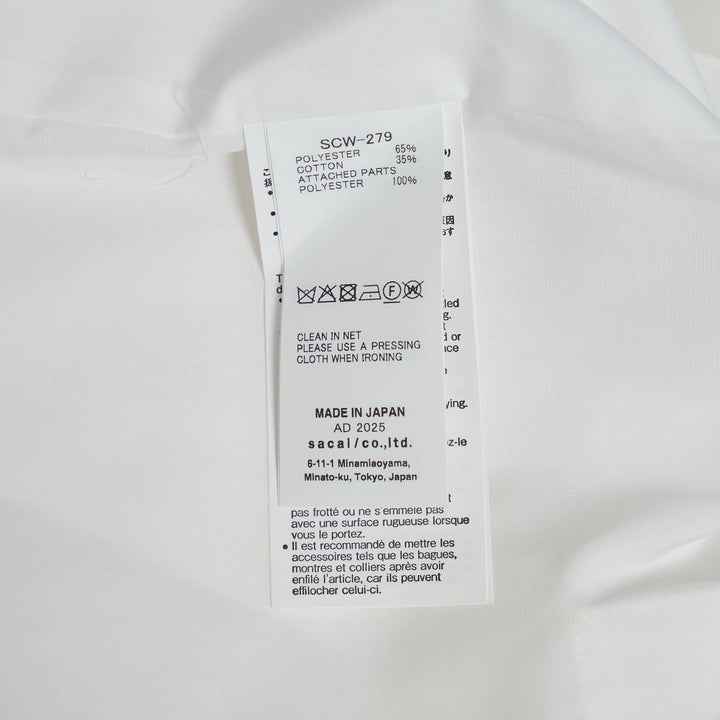 SCW-279
POLYESTER 65%
COTTON 35%
ATTACHED PARTS
POLYESTER 100%
F W
CLEAN IN NET
PLEASE USE A PRESSING
CLOTH WHEN IRONING
MADE IN JAPAN
AD 2025
sacai/co.,ltd.
6-11-1 Minamiaoyama,
Minato-ku, Tokyo, Japan
pas frotté ou ne s'emmêle pas
avec une surface rugueuse lorsque
vous le portez.
• Il est recommandé de mettre les
accessoires tels que les bagues,
montres et colliers après avoir
enfilé l'article, car ils peuvent
effilocher celui-ci.